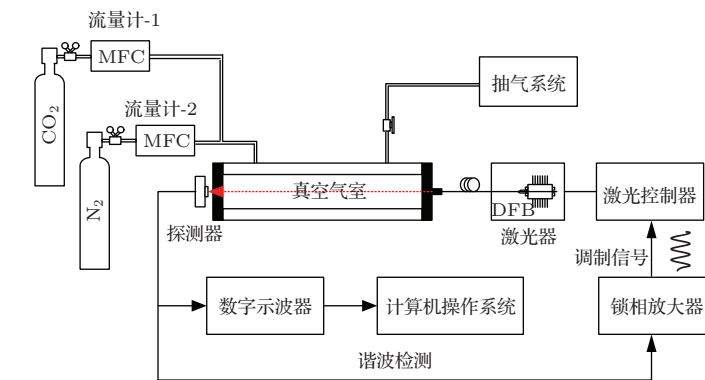 流量计-1
MFC
CO₂
抽气系统
流量计-2
MFC
N₂
真空气室
探测器
DFB
激光器
激光控制器
调制信号
数字示波器
计算机操作系统
锁相放大器
谐波检测